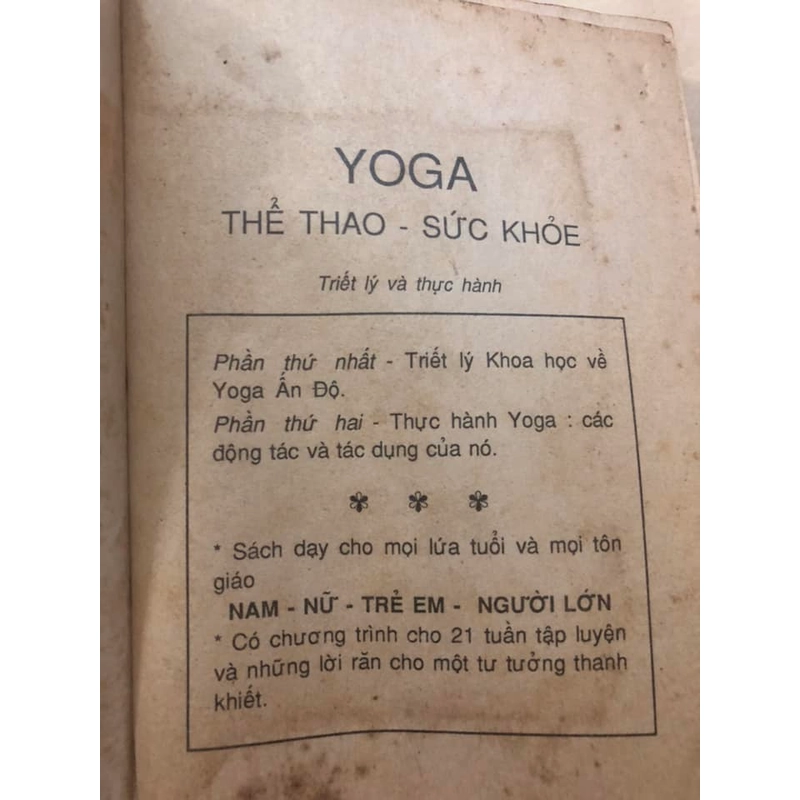 YOGA
THỂ THAO - SỨC KHỎE
Triết lý và thực hành
Phần thứ nhất - Triết lý Khoa học về
Yoga Ấn Độ.
Phần thứ hai - Thực hành Yoga : các
động tác và tác dụng của nó.
* Sách dạy cho mọi lứa tuổi và mọi tôn
giáo
NAM - NỮ - TRẺ EM - NGƯỜI LỚN
* Có chương trình cho 21 tuần tập luyện
và những lời răn cho một tư tưởng thanh
khiết.